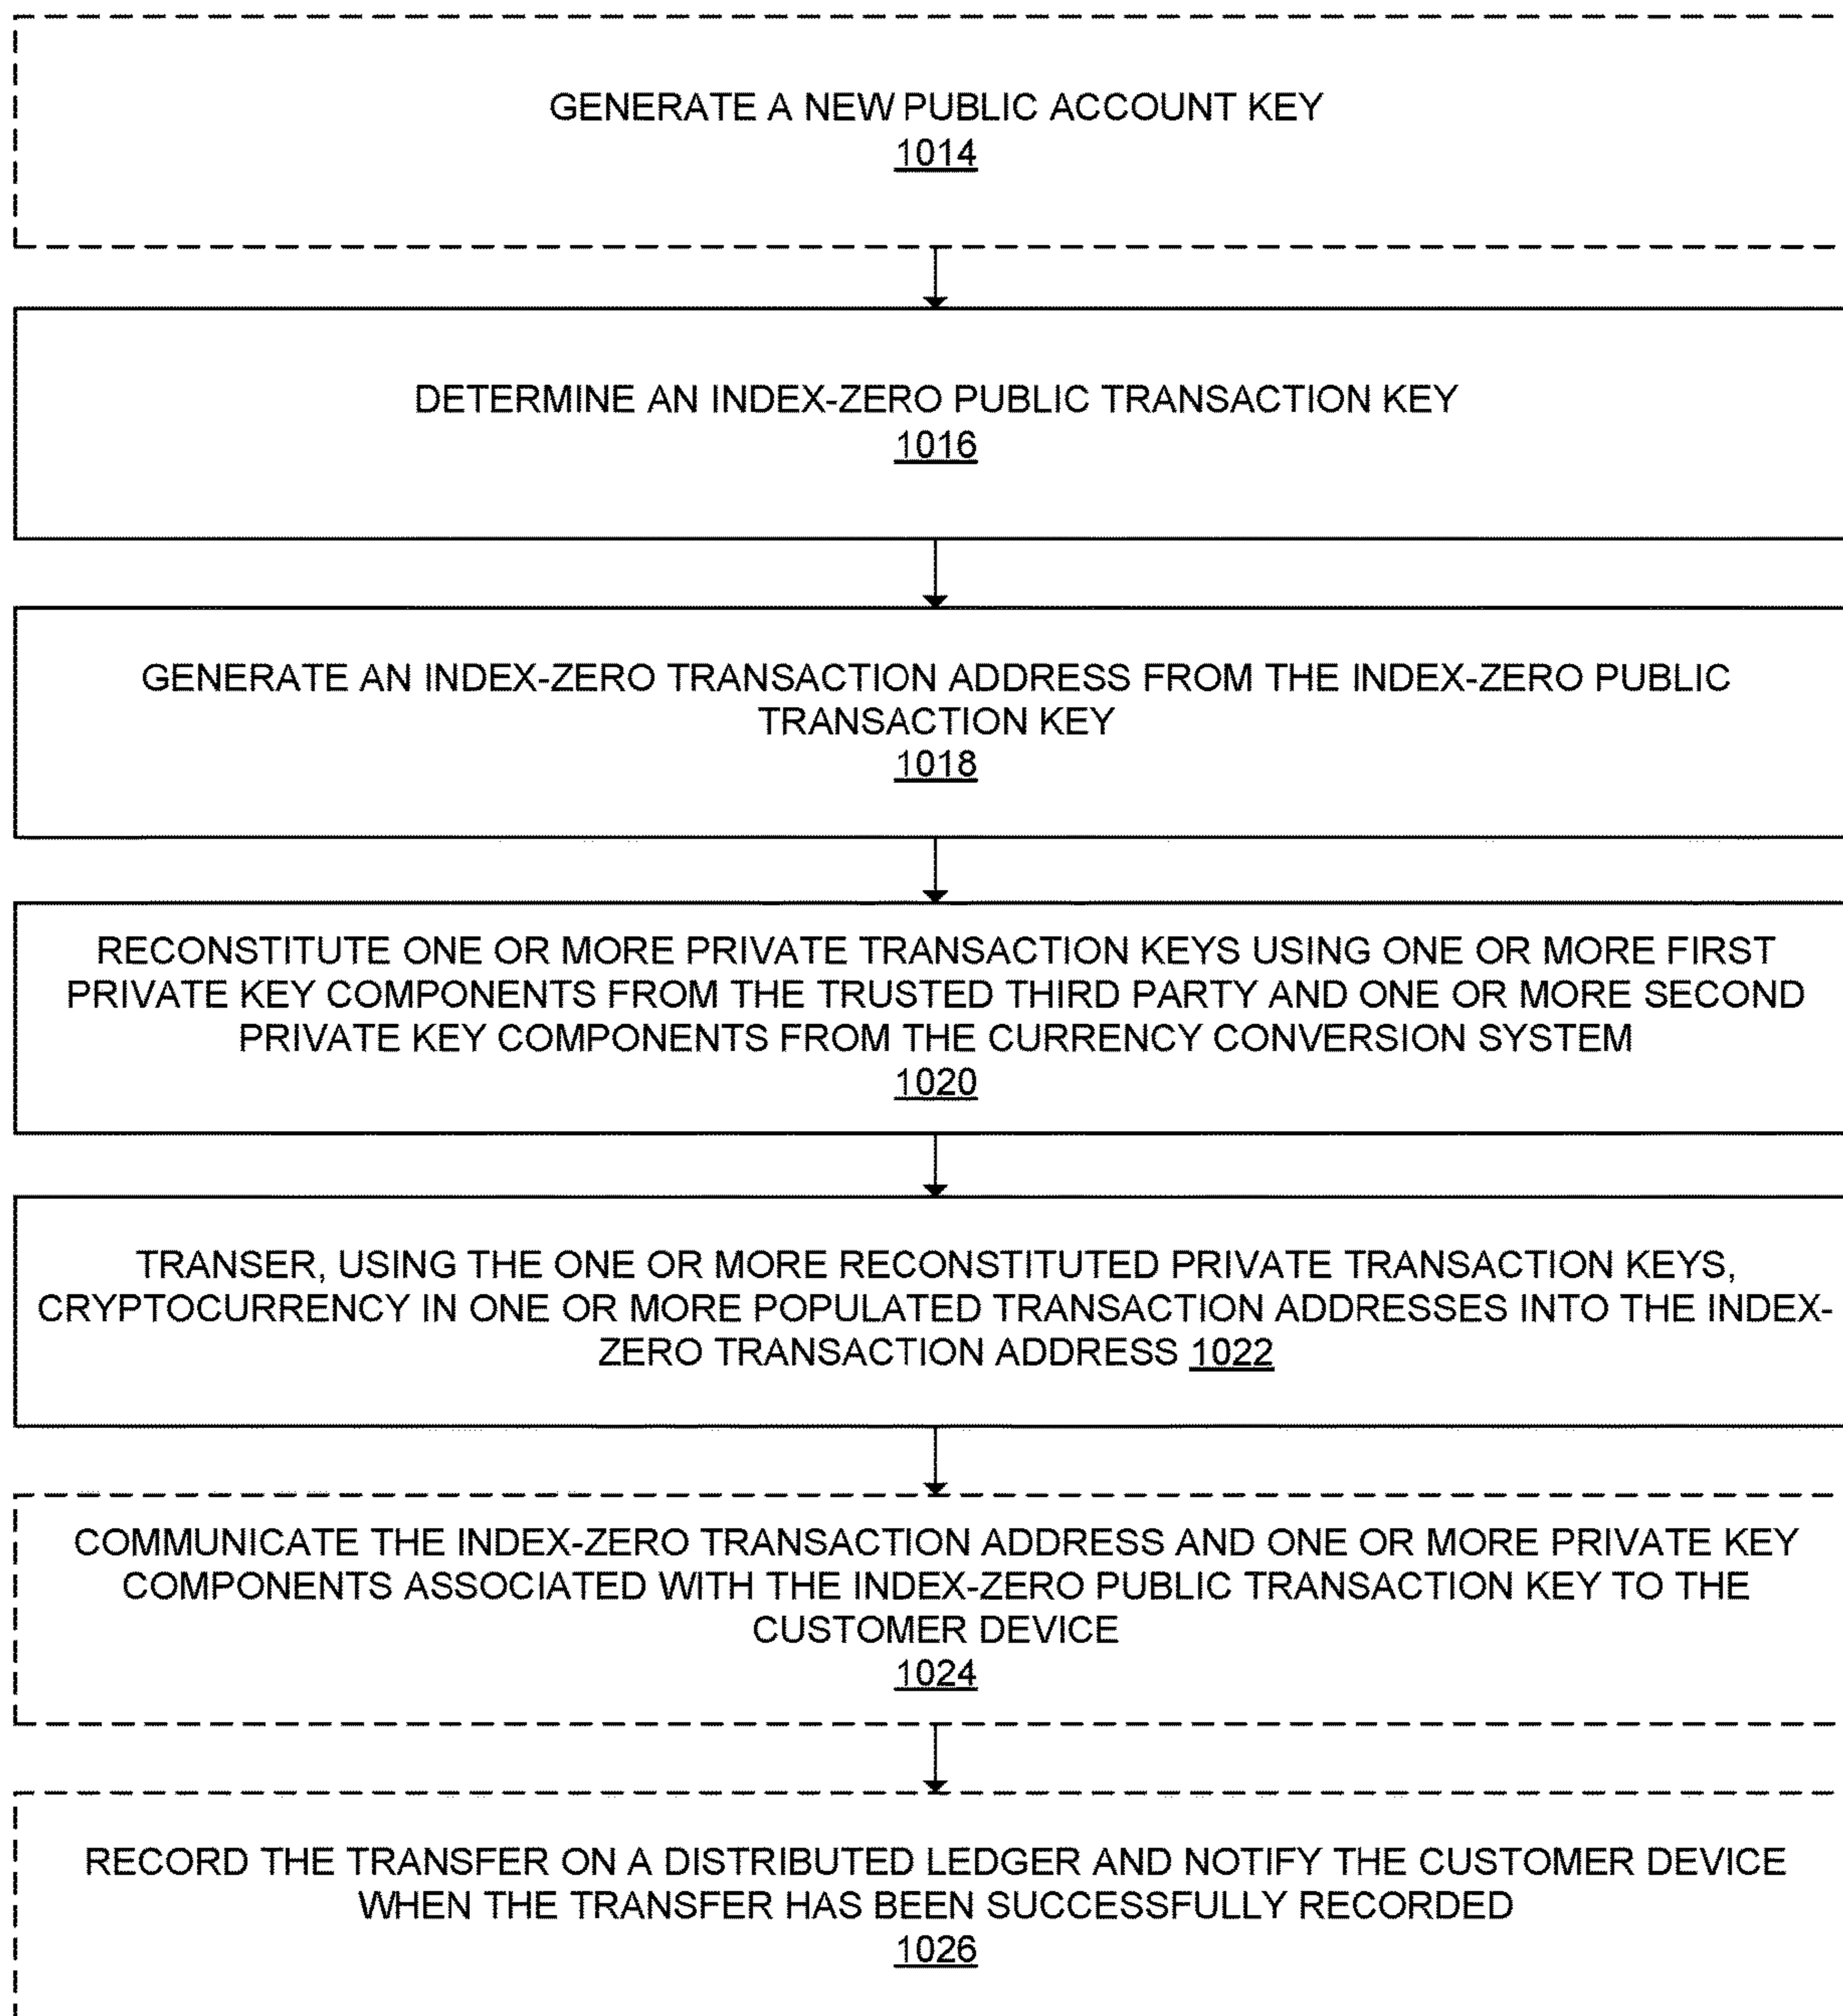 GENERATE A NEW PUBLIC ACCOUNT KEY
1014
DETERMINE AN INDEX-ZERO PUBLIC TRANSACTION KEY
1016
GENERATE AN INDEX-ZERO TRANSACTION ADDRESS FROM THE INDEX-ZERO PUBLIC
TRANSACTION KEY
1018
RECONSTITUTE ONE OR MORE PRIVATE TRANSACTION KEYS USING ONE OR MORE FIRST
PRIVATE KEY COMPONENTS FROM THE TRUSTED THIRD PARTY AND ONE OR MORE SECOND
PRIVATE KEY COMPONENTS FROM THE CURRENCY CONVERSION SYSTEM
1020
TRANSER, USING THE ONE OR MORE RECONSTITUTED PRIVATE TRANSACTION KEYS,
CRYPTOCURRENCY IN ONE OR MORE POPULATED TRANSACTION ADDRESSES INTO THE INDEX-
ZERO TRANSACTION ADDRESS 1022
COMMUNICATE THE INDEX-ZERO TRANSACTION ADDRESS AND ONE OR MORE PRIVATE KEY
COMPONENTS ASSOCIATED WITH THE INDEX-ZERO PUBLIC TRANSACTION KEY TO THE
CUSTOMER DEVICE
1024
RECORD THE TRANSFER ON A DISTRIBUTED LEDGER AND NOTIFY THE CUSTOMER DEVICE
WHEN THE TRANSFER HAS BEEN SUCCESSFULLY RECORDED
1026